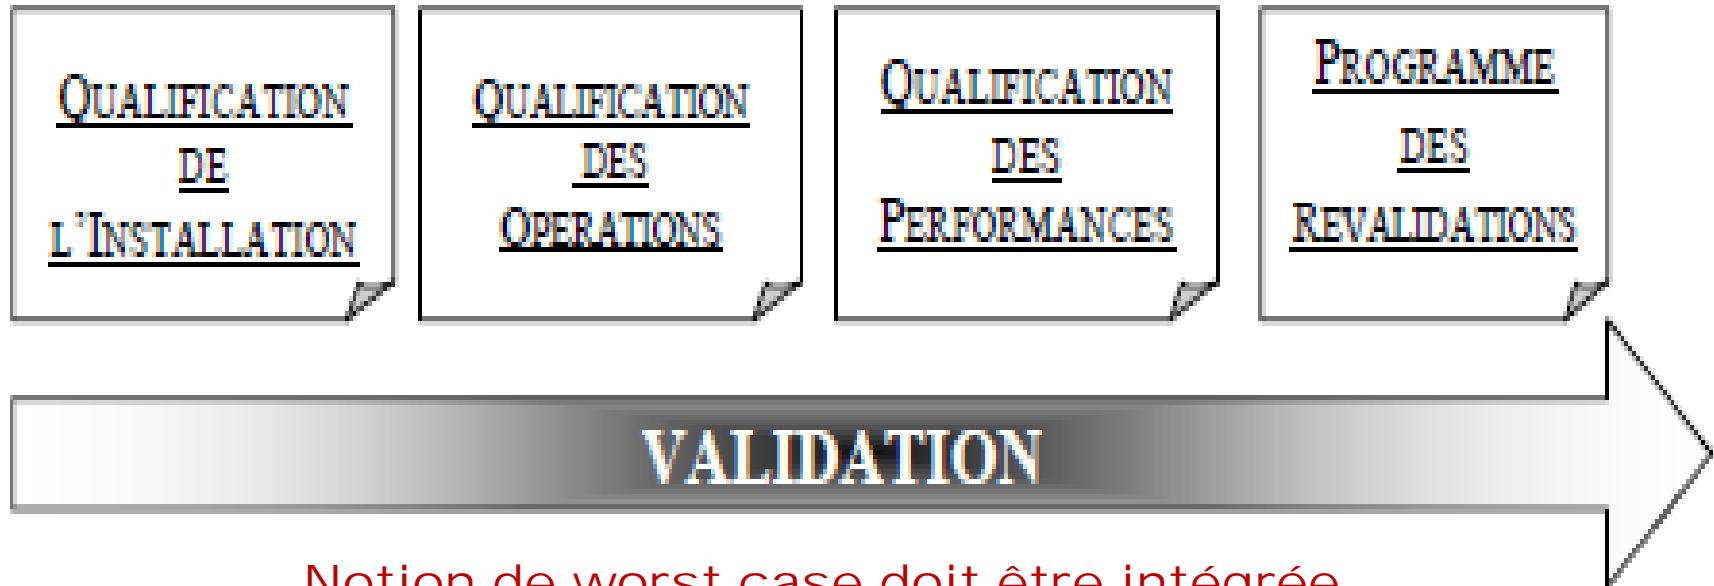 QUALIFICATION
DE
L'INSTALLATION
QUALIFICATION
DES
OPERATIONS
QUALIFICATION
DES
PERFORMANCES
PROGRAMME
DES
REVALIDATIONS
VALIDATION
Notion de worst case doit être intégrée